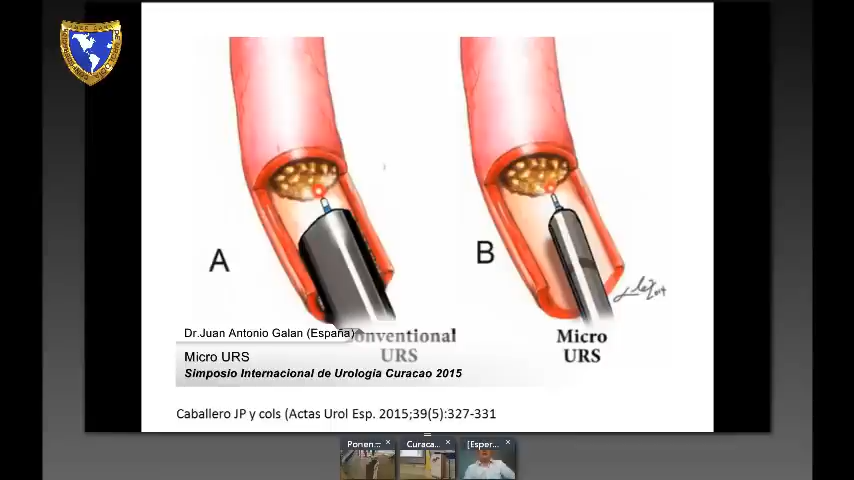 A
B
Dr.Juan Antonio Galan (España)
Conventional
URS
Micro
URS
Micro URS
Simposio Internacional de Urología Curacao 2015
Caballero JP y cols (Actas Urol Esp. 2015;39(5):327-331
Ponen...
Curaca...
[Esper...